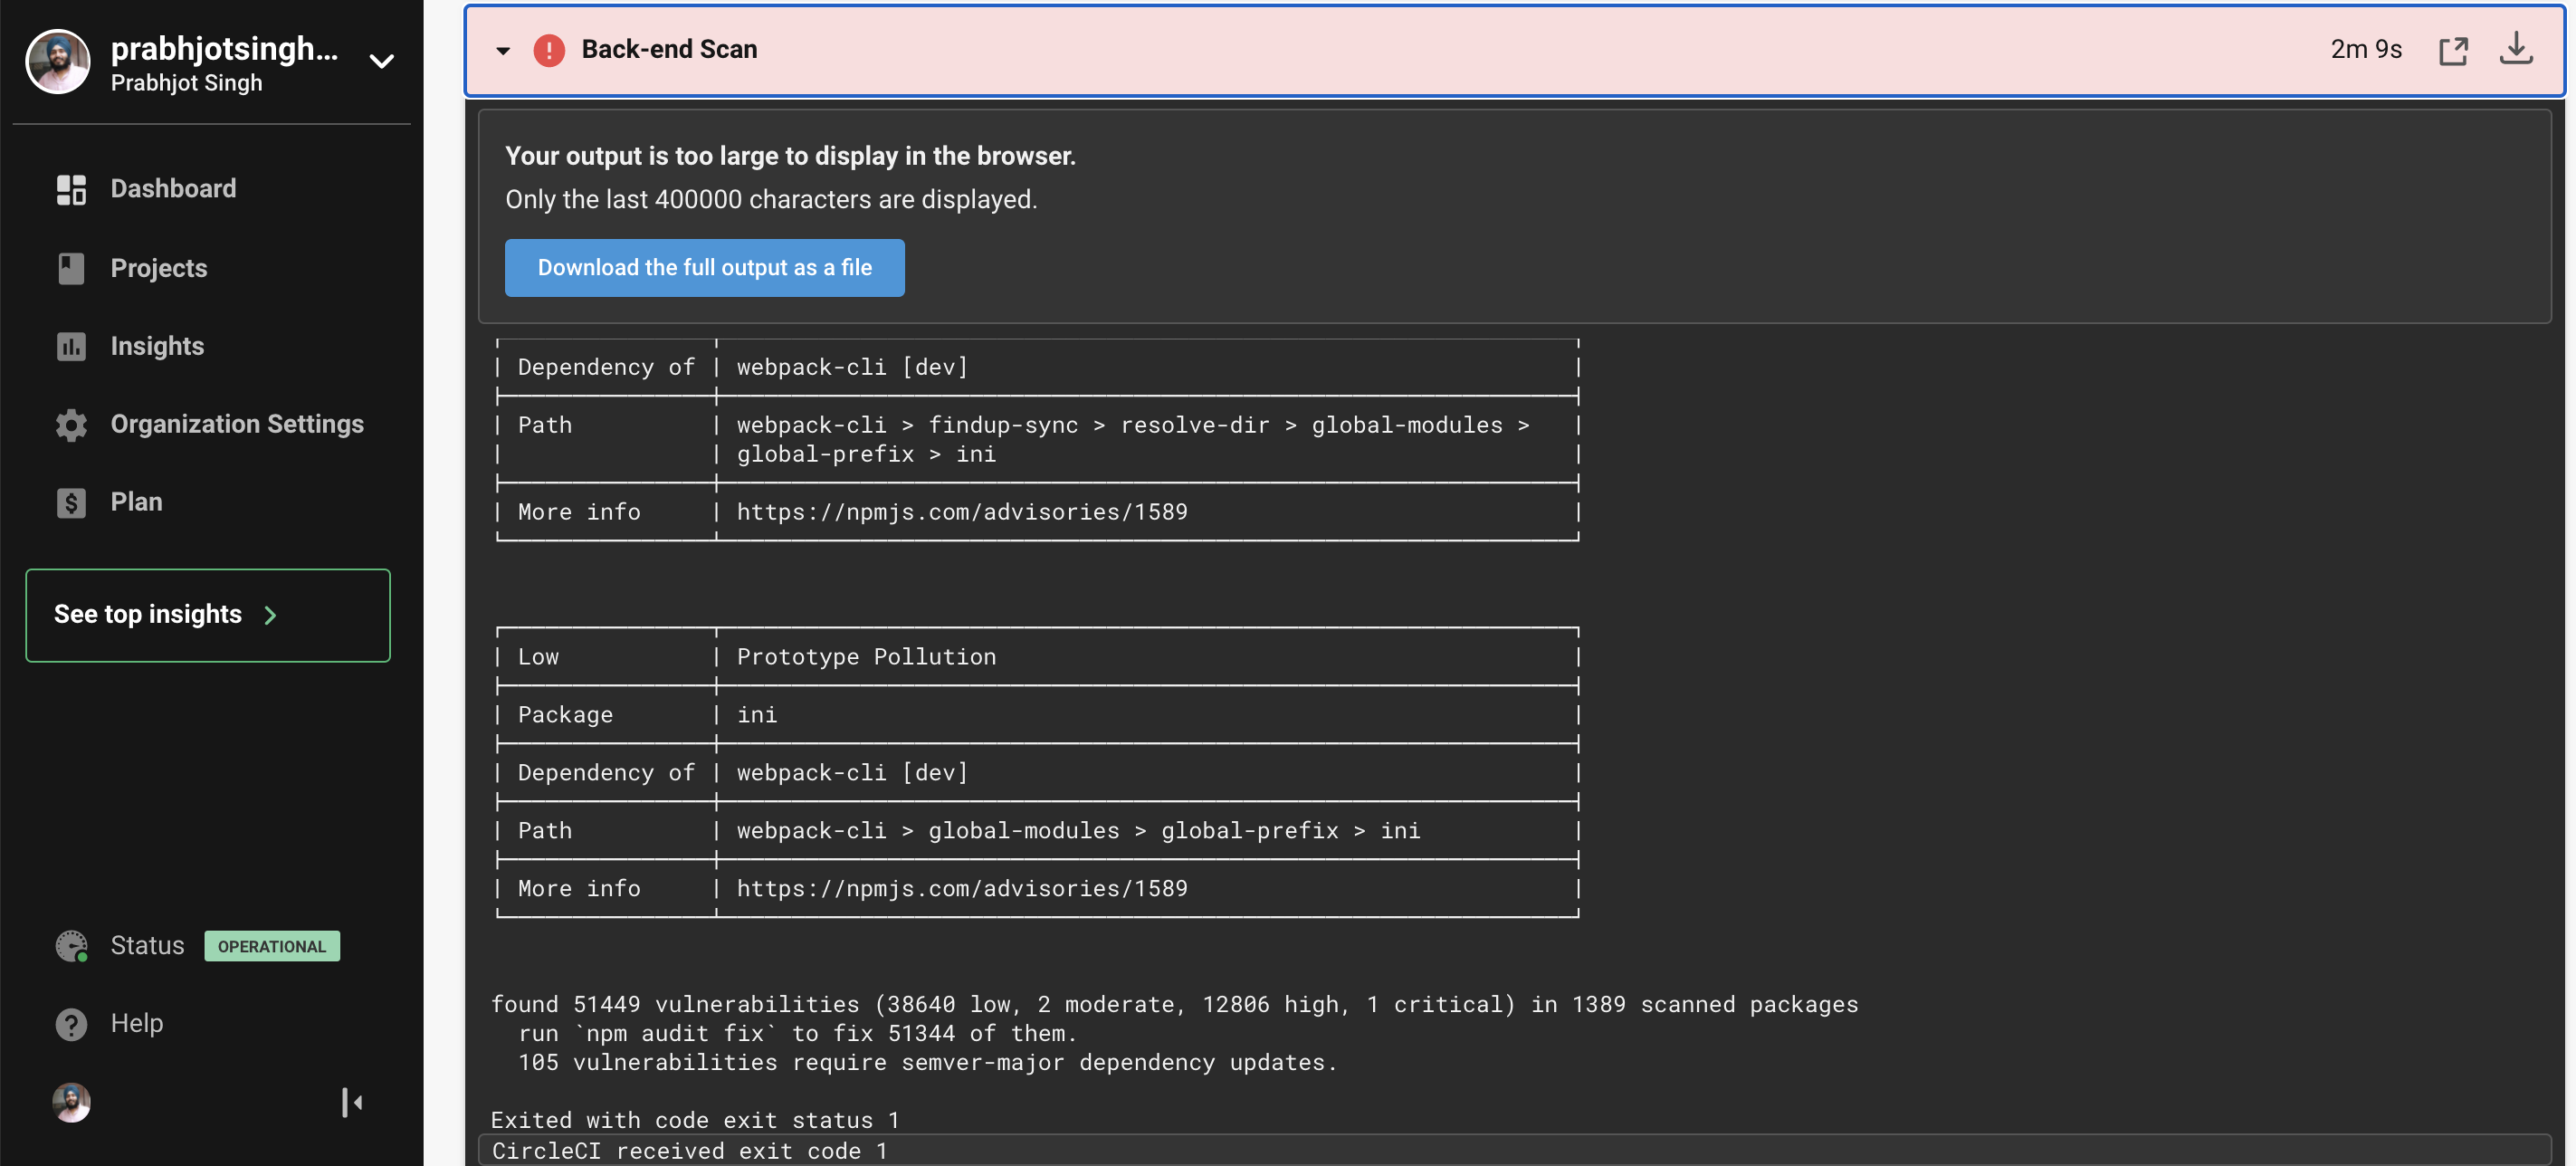 prabhjotsingh...
Prabhjot Singh
Dashboard
Projects
Insights
Organization Settings
Plan
See top insights
Status OPERATIONAL
Help
Back-end Scan 2m 9s
Your output is too large to display in the browser.
Only the last 400000 characters are displayed.
Download the full output as a file
Dependency of | webpack-cli [dev]
Path | webpack-cli > findup-sync > resolve-dir > global-modules >
global-prefix > ini
More info | https://npmjs.com/advisories/1589
Low | Prototype Pollution
Package | ini
Dependency of | webpack-cli [dev]
Path | webpack-cli > global-modules > global-prefix > ini
More info | https://npmjs.com/advisories/1589
found 51449 vulnerabilities (38640 low, 2 moderate, 12806 high, 1 critical) in 1389 scanned packages
run `npm audit fix` to fix 51344 of them.
105 vulnerabilities require semver-major dependency updates.
Exited with code exit status 1
CircleCI received exit code 1